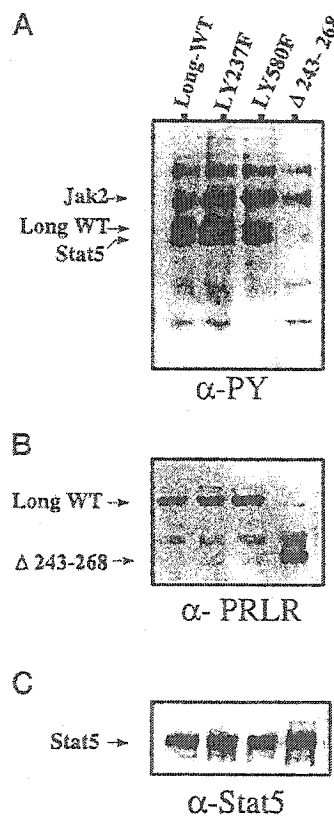 A
Long-WT
LY237F
LY580F
Δ 243-268
Jak2
Long WT
Stat5
α-PY
B
Long WT
Δ 243-268
α- PRLR
C
Stat5
α-Stat5